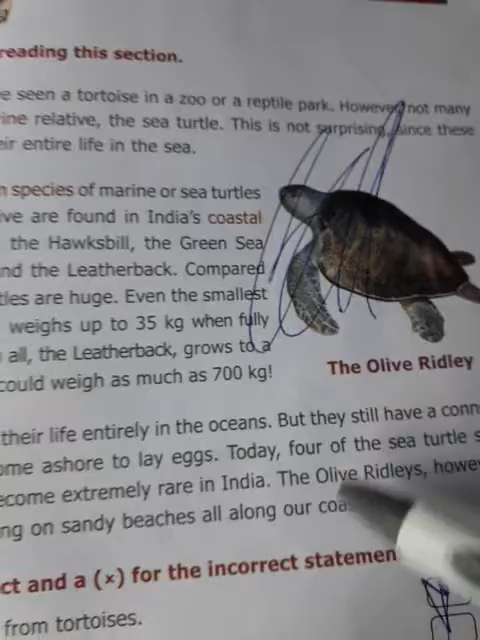 reading this section.
e seen a tortoise in a zoo or a reptile park. However, not many
ine relative, the sea turtle. This is not surprising, since these
eir entire life in the sea.
n species of marine or sea turtles
ive are found in India's coastal
the Hawksbill, the Green Sea
nd the Leatherback. Compared
tles are huge. Even the smallest
weighs up to 35 kg when fully
all, the Leatherback, grows to a
could weigh as much as 700 kg!
The Olive Ridley
their life entirely in the oceans. But they still have a conn
ome ashore to lay eggs. Today, four of the sea turtle s
ecome extremely rare in India. The Olive Ridleys, howe
ng on sandy beaches all along our coa
ct and a (×) for the incorrect statemen
from tortoises.